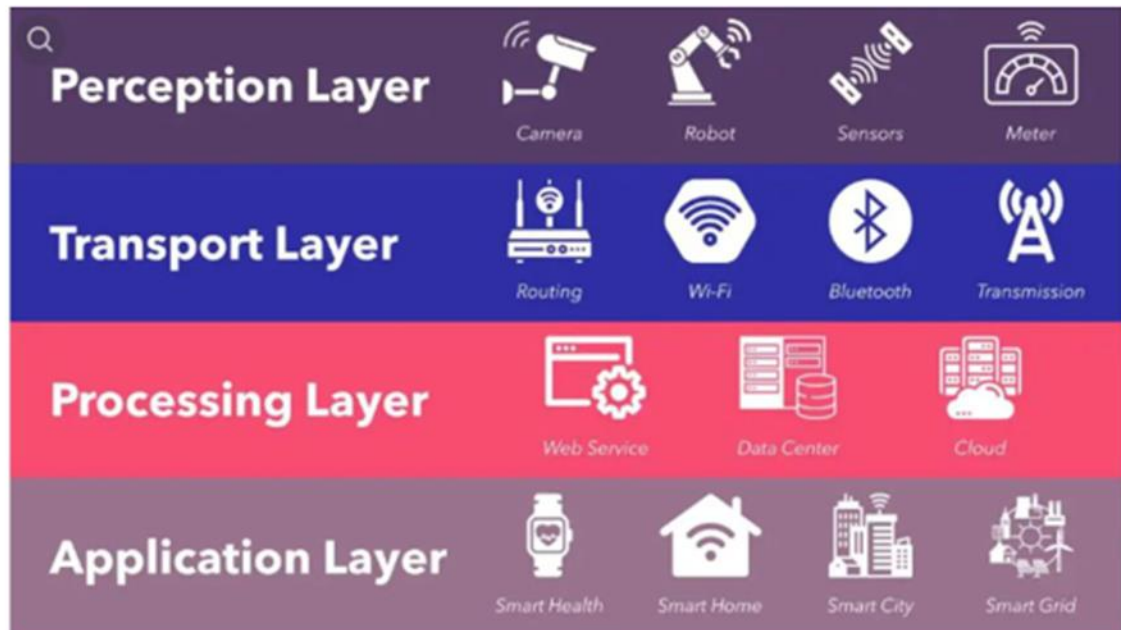 Perception Layer
Camera
Robot
Sensors
Meter
Transport Layer
Routing
Wi-Fi
Bluetooth
Transmission
Processing Layer
Web Service
Data Center
Cloud
Application Layer
Smart Health
Smart Home
Smart City
Smart Grid